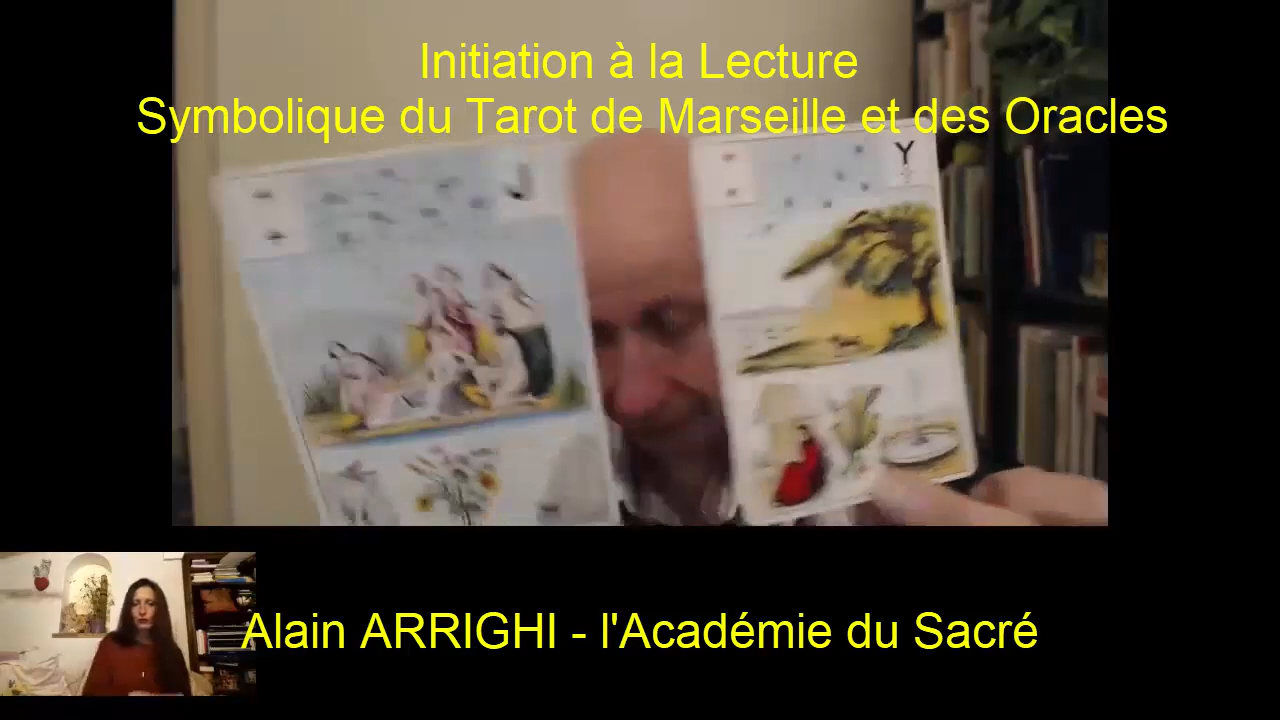 Initiation à la Lecture
Symbolique du Tarot de Marseille et des Oracles
Y
Alain ARRIGHI - l'Académie du Sacré